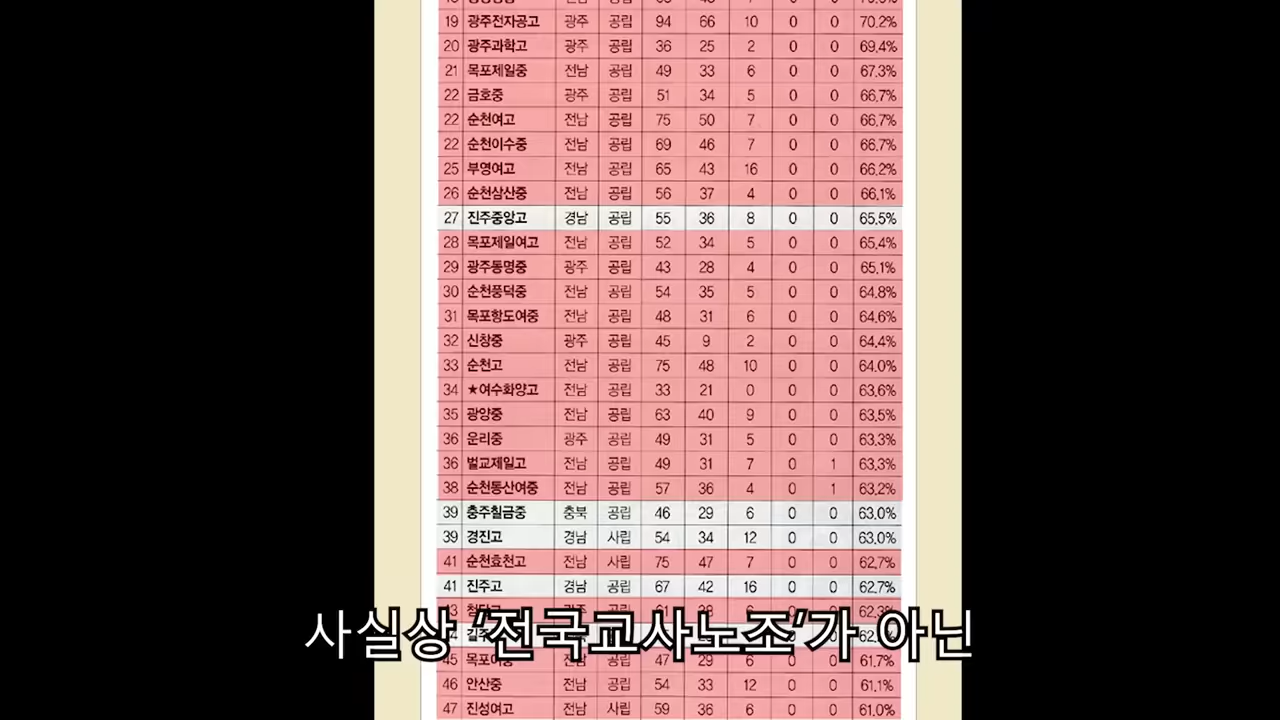 19 광주전자공고 광주 공립 94 66 10 0 0 70.2%
20 광주과학고 광주 공립 36 25 2 0 0 69.4%
21 목포제일중 전남 공립 49 33 6 0 0 67.3%
22 금호중 광주 공립 51 34 5 0 0 66.7%
22 순천여고 전남 공립 75 50 7 0 0 66.7%
22 순천이수중 전남 공립 69 46 7 0 0 66.7%
25 부영여고 전남 공립 65 43 16 0 0 66.2%
26 순천삼산중 전남 공립 56 37 4 0 0 66.1%
27 진주중앙고 경남 공립 55 36 8 0 0 65.5%
28 목포제일여고 전남 공립 52 34 5 0 0 65.4%
29 광주동명중 광주 공립 43 28 4 0 0 65.1%
30 순천풍덕중 전남 공립 54 35 5 0 0 64.8%
31 목포항도여중 전남 공립 48 31 6 0 0 64.6%
32 신창중 광주 공립 45 9 2 0 0 64.4%
33 순천고 전남 공립 75 48 10 0 0 64.0%
34 ★여수화양고 전남 공립 33 21 0 0 0 63.6%
35 광양중 전남 공립 63 40 9 0 0 63.5%
36 운리중 광주 공립 49 31 5 0 0 63.3%
36 벌교제일고 전남 공립 49 31 7 0 1 63.3%
38 순천동산여중 전남 공립 57 36 4 0 1 63.2%
39 충주칠금중 충북 공립 46 29 6 0 0 63.0%
39 경진고 경남 사립 54 34 12 0 0 63.0%
41 순천효천고 전남 사립 75 47 7 0 0 62.7%
41 진주고 경남 공립 67 42 16 0 0 62.7%
사실상 '전국교사노조'가 아닌
45 목포여중 전남 공립 47 29 6 0 0 61.7%
46 안산중 전남 공립 54 33 12 0 0 61.1%
47 진성여고 전남 사립 59 36 6 0 0 61.0%